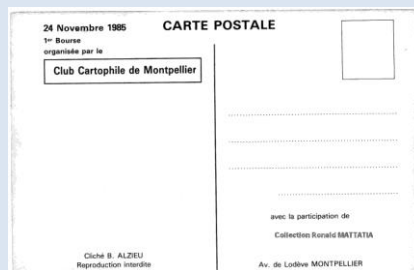 24 Novembre 1985
CARTE POSTALE
1er Bourse
organisée par le
Club Cartophile de Montpellier
avec la participation de
Collection Ronald MATTATIA
Cliché B. ALZIEU
Reproduction interdite
Av. de Lodève MONTPELLIER